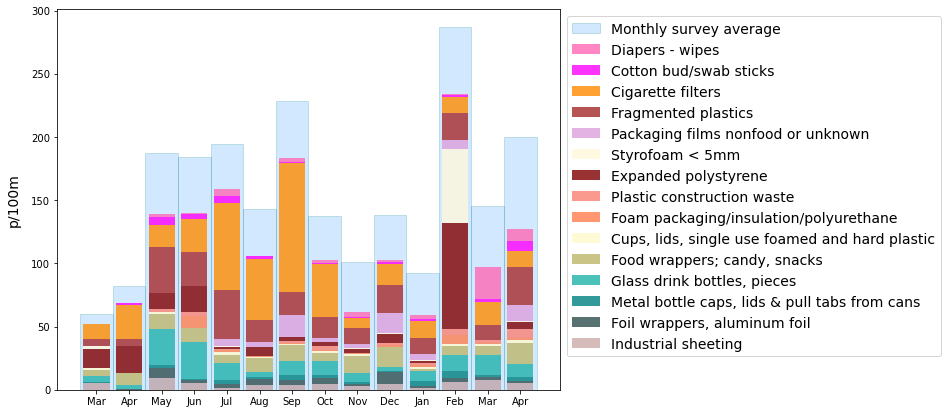 300
250
200
150
100
50
0
p/100m
Mar Apr May Jun Jul Aug Sep Oct Nov Dec Jan Feb Mar Apr
Monthly survey average
Diapers - wipes
Cotton bud/swab sticks
Cigarette filters
Fragmented plastics
Packaging films nonfood or unknown
Styrofoam < 5mm
Expanded polystyrene
Plastic construction waste
Foam packaging/insulation/polyurethane
Cups, lids, single use foamed and hard plastic
Food wrappers; candy, snacks
Glass drink bottles, pieces
Metal bottle caps, lids & pull tabs from cans
Foil wrappers, aluminum foil
Industrial sheeting